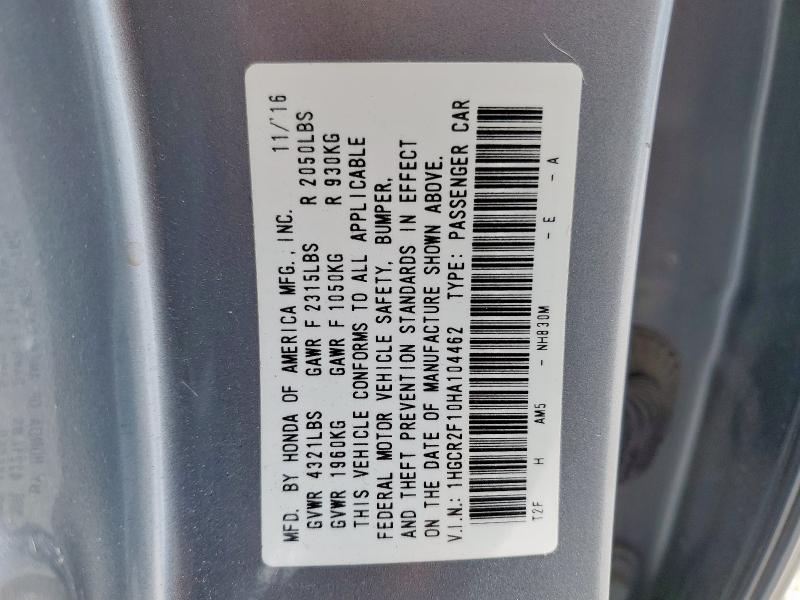 MFD. BY HONDA OF AMERICA MFG., INC. 11/'16
GVWR 4321LBS GAWR F 2315LBS R 2050LBS
GVWR 1960KG GAWR F 1050KG R 930KG
THIS VEHICLE CONFORMS TO ALL APPLICABLE
FEDERAL MOTOR VEHICLE SAFETY, BUMPER,
AND THEFT PREVENTION STANDARDS IN EFFECT
ON THE DATE OF MANUFACTURE SHOWN ABOVE.
V.I.N.: 1HGCR2F10HA104462 TYPE: PASSENGER CAR
T2F H AM5 - NH830M - E - A